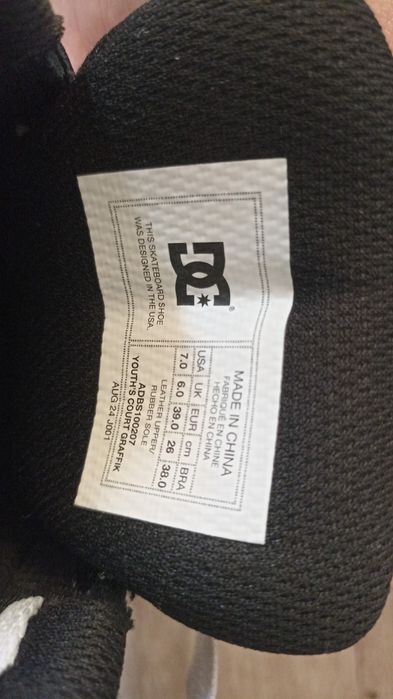 DC®
THIS SKATEBOARD SHOE
WAS DESIGNED IN THE USA.
MADE IN CHINA
FABRIQUÉ EN CHINE
HECHO EN CHINA
USA UK EUR cm BRA
7.0 6.0 39.0 26 38.0
LEATHER UPPER/
RUBBER SOLE
ADBS100207
YOUTH'S COURT GRAFFIK
AUG 24 J001